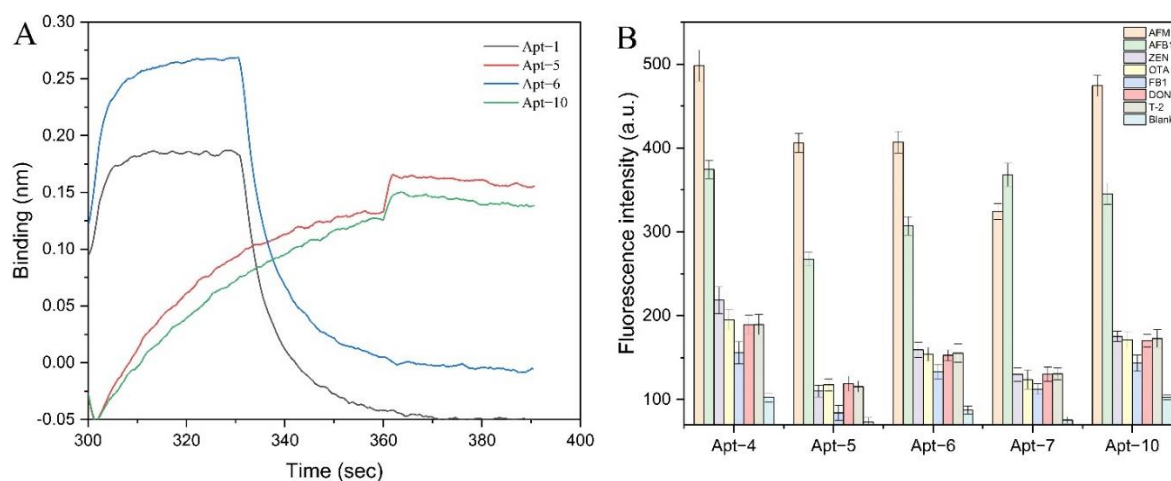 A
Binding (nm)
0.30
0.25
0.20
0.15
0.10
0.05
0.00
-0.05
300
320
340
360
380
400
Time (sec)
Apt−1
Apt−5
Apt−6
Apt−10
B
Fluorescence intensity (a.u.)
500
400
300
200
100
Apt−4
Apt−5
Apt−6
Apt−7
Apt−10
AFM
AFB1
ZEN
OTA
FB1
DON
T-2
Blank